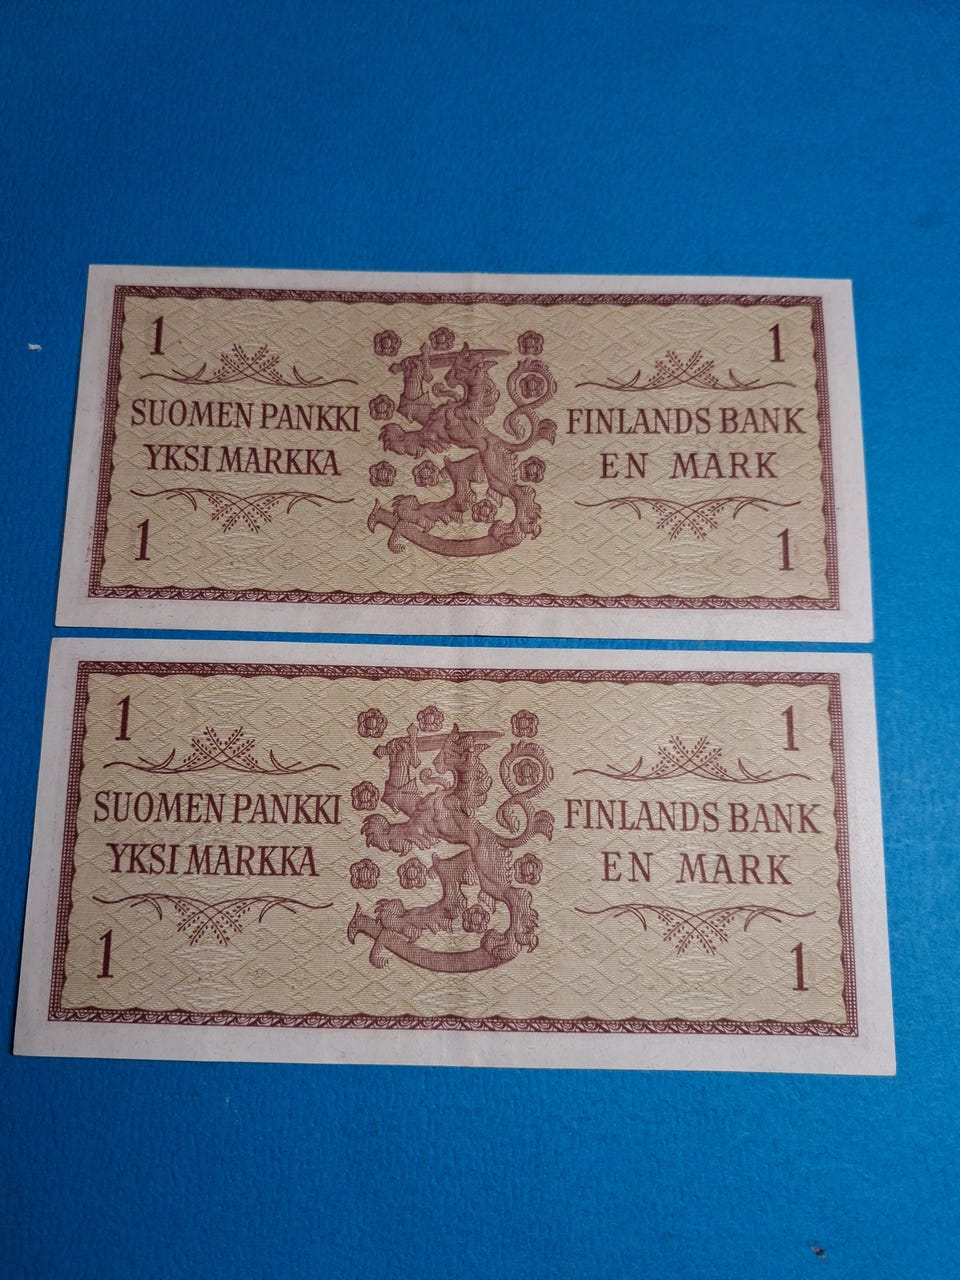 1 1
SUOMEN PANKKI FINLANDS BANK
YKSI MARKKA EN MARK
1 1
1 1
SUOMEN PANKKI FINLANDS BANK
YKSI MARKKA EN MARK
1 1